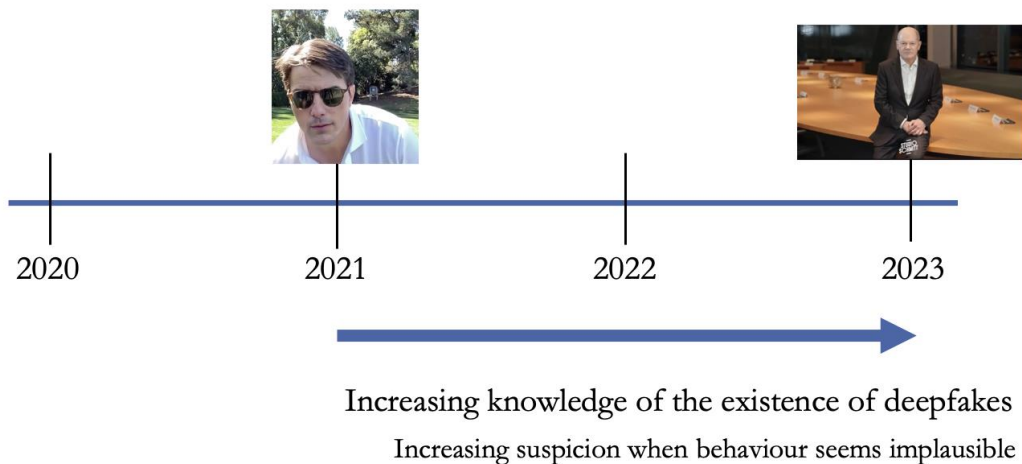 2020
2021
2022
2023
Increasing knowledge of the existence of deepfakes
Increasing suspicion when behaviour seems implausible